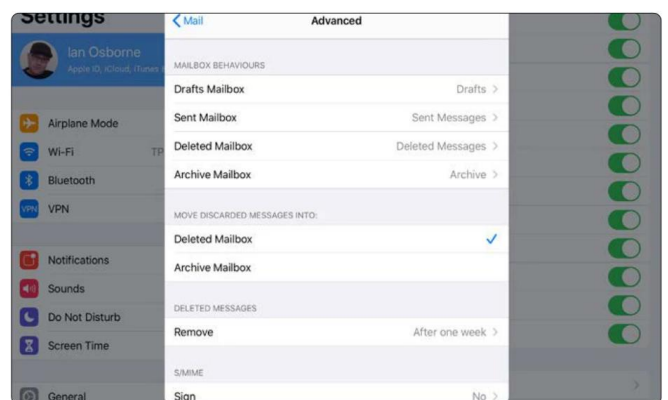 Settings
Ian Osborne
Apple ID, iCloud, iTunes
Airplane Mode
Wi-Fi TP
Bluetooth
VPN VPN
Notifications
Sounds
Do Not Disturb
Screen Time
General
Mail Advanced
MAILBOX BEHAVIOURS
Drafts Mailbox Drafts
Sent Mailbox Sent Messages
Deleted Mailbox Deleted Messages
Archive Mailbox Archive
MOVE DISCARDED MESSAGES INTO:
Deleted Mailbox
Archive Mailbox
DELETED MESSAGES
Remove After one week
S/MIME
Sign No